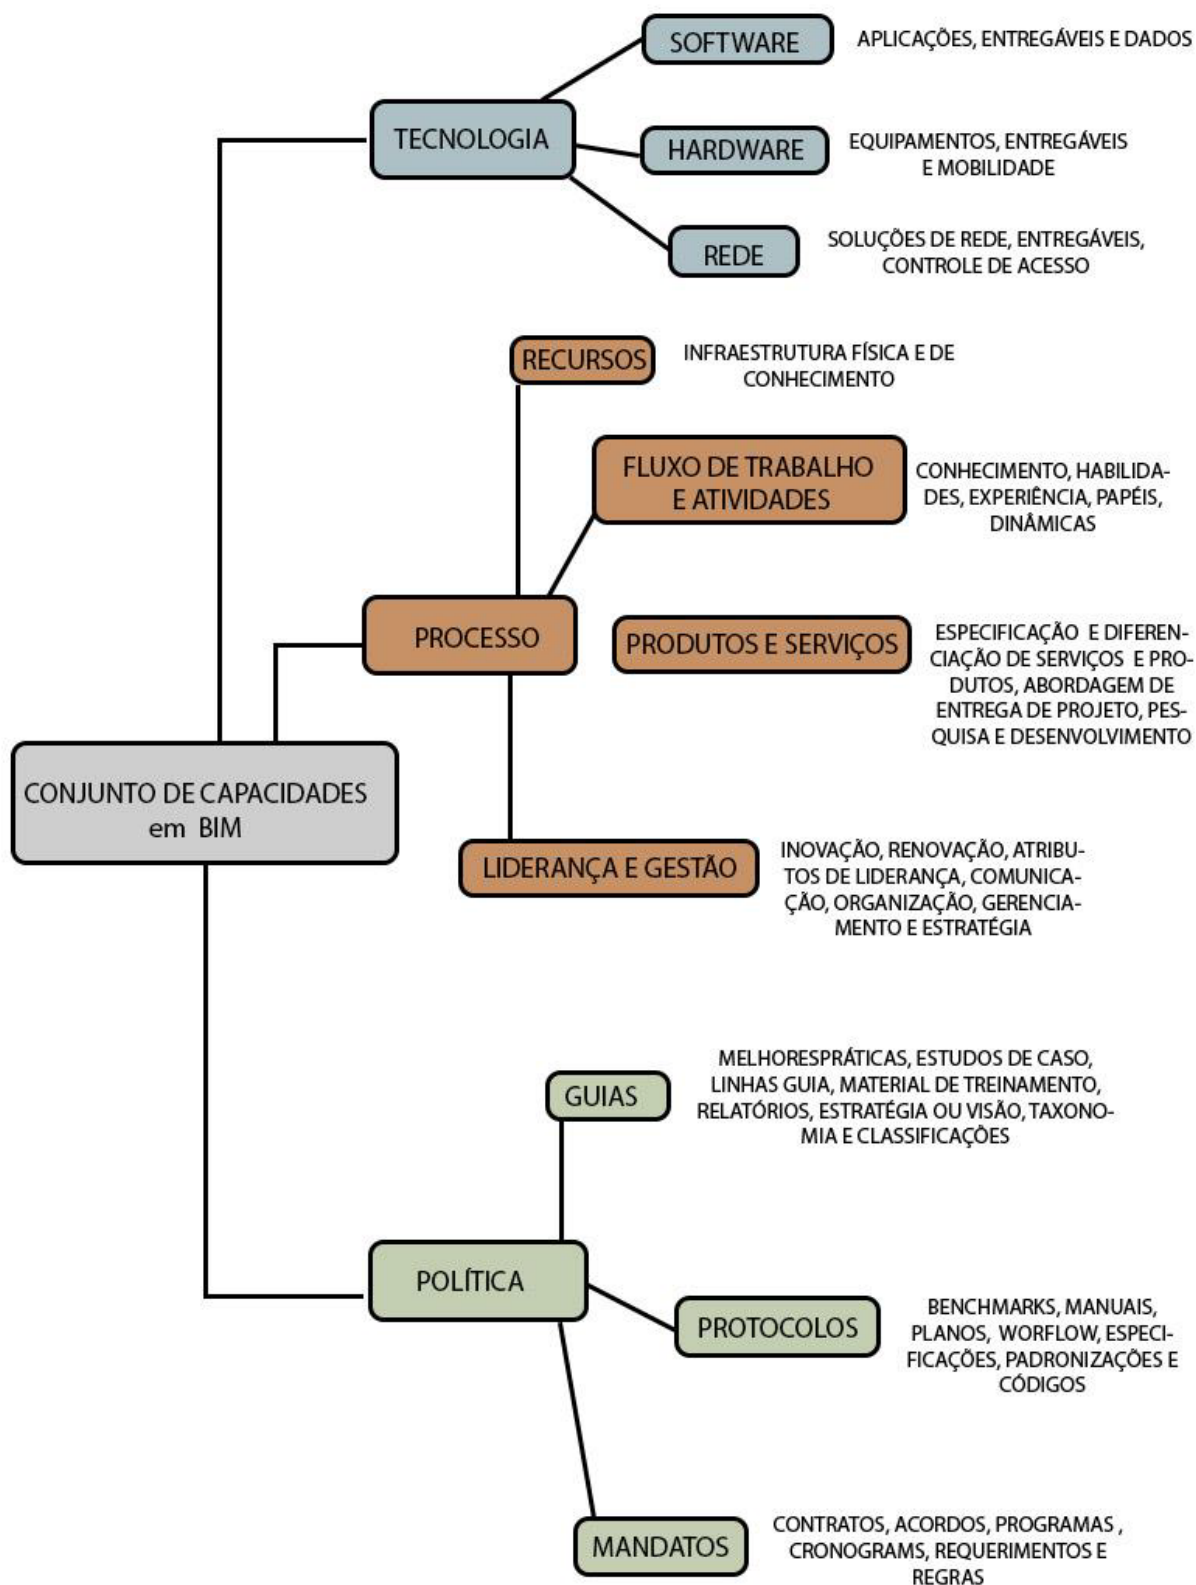 SOFTWARE
APLICAÇÕES, ENTREGÁVEIS E DADOS
TECNOLOGIA
HARDWARE
EQUIPAMENTOS, ENTREGÁVEIS
E MOBILIDADE
REDE
SOLUÇÕES DE REDE, ENTREGÁVEIS,
CONTROLE DE ACESSO
RECURSOS
INFRAESTRUTURA FÍSICA E DE
CONHECIMENTO
FLUXO DE TRABALHO
E ATIVIDADES
CONHECIMENTO, HABILIDA-
DES, EXPERIÊNCIA, PAPÉIS,
DINÂMICAS
PROCESSO
PRODUTOS E SERVIÇOS
ESPECIFICAÇÃO E DIFEREN-
CIAÇÃO DE SERVIÇOS E PRO-
DUTOS, ABORDAGEM DE
ENTREGA DE PROJETO, PES-
QUISA E DESENVOLVIMENTO
CONJUNTO DE CAPACIDADES
em BIM
LIDERANÇA E GESTÃO
INOVAÇÃO, RENOVAÇÃO, ATRIBU-
TOS DE LIDERANÇA, COMUNICA-
ÇÃO, ORGANIZAÇÃO, GERENCIA-
MENTO E ESTRATÉGIA
GUIAS
MELHORESPRÁTICAS, ESTUDOS DE CASO,
LINHAS GUIA, MATERIAL DE TREINAMENTO,
RELATÓRIOS, ESTRATÉGIA OU VISÃO, TAXONO-
MIA E CLASSIFICAÇÕES
POLÍTICA
PROTOCOLOS
BENCHMARKS, MANUAIS,
PLANOS, WORFLOW, ESPECI-
FICAÇÕES, PADRONIZAÇÕES E
CÓDIGOS
MANDATOS
CONTRATOS, ACORDOS, PROGRAMAS ,
CRONOGRAMS, REQUERIMENTOS E
REGRAS